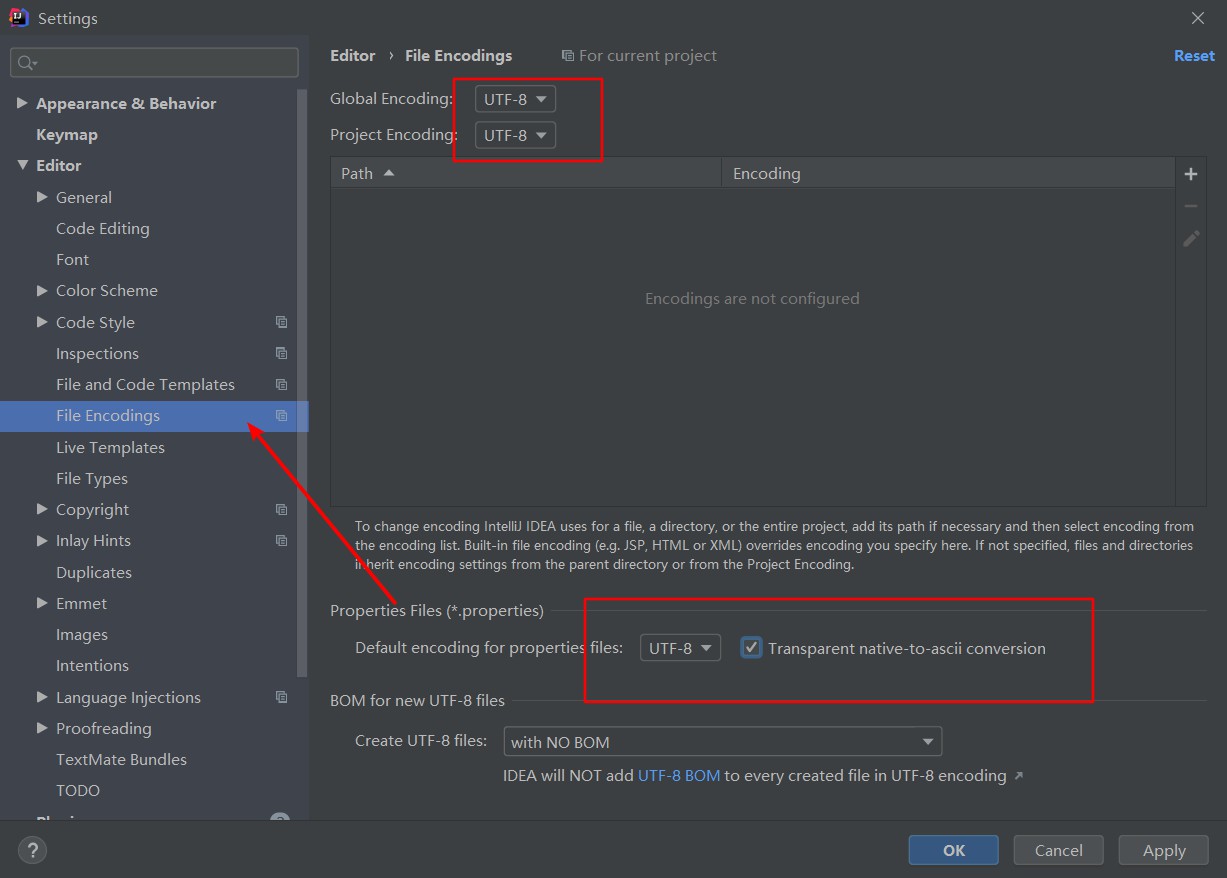 Settings
Editor › File Encodings
For current project
Reset
Appearance & Behavior
Keymap
Editor
General
Code Editing
Font
Color Scheme
Code Style
Inspections
File and Code Templates
File Encodings
Live Templates
File Types
Copyright
Inlay Hints
Duplicates
Emmet
Images
Intentions
Language Injections
Proofreading
TextMate Bundles
TODO
Global Encoding: UTF-8
Project Encoding: UTF-8
Path Encoding
Encodings are not configured
To change encoding IntelliJ IDEA uses for a file, a directory, or the entire project, add its path if necessary and then select encoding from
the encoding list. Built-in file encoding (e.g. JSP, HTML or XML) overrides encoding you specify here. If not specified, files and directories
inherit encoding settings from the parent directory or from the Project Encoding.
Properties Files (*.properties)
Default encoding for properties files: UTF-8 Transparent native-to-ascii conversion
BOM for new UTF-8 files
Create UTF-8 files: with NO BOM
IDEA will NOT add UTF-8 BOM to every created file in UTF-8 encoding
?
OK
Cancel
Apply